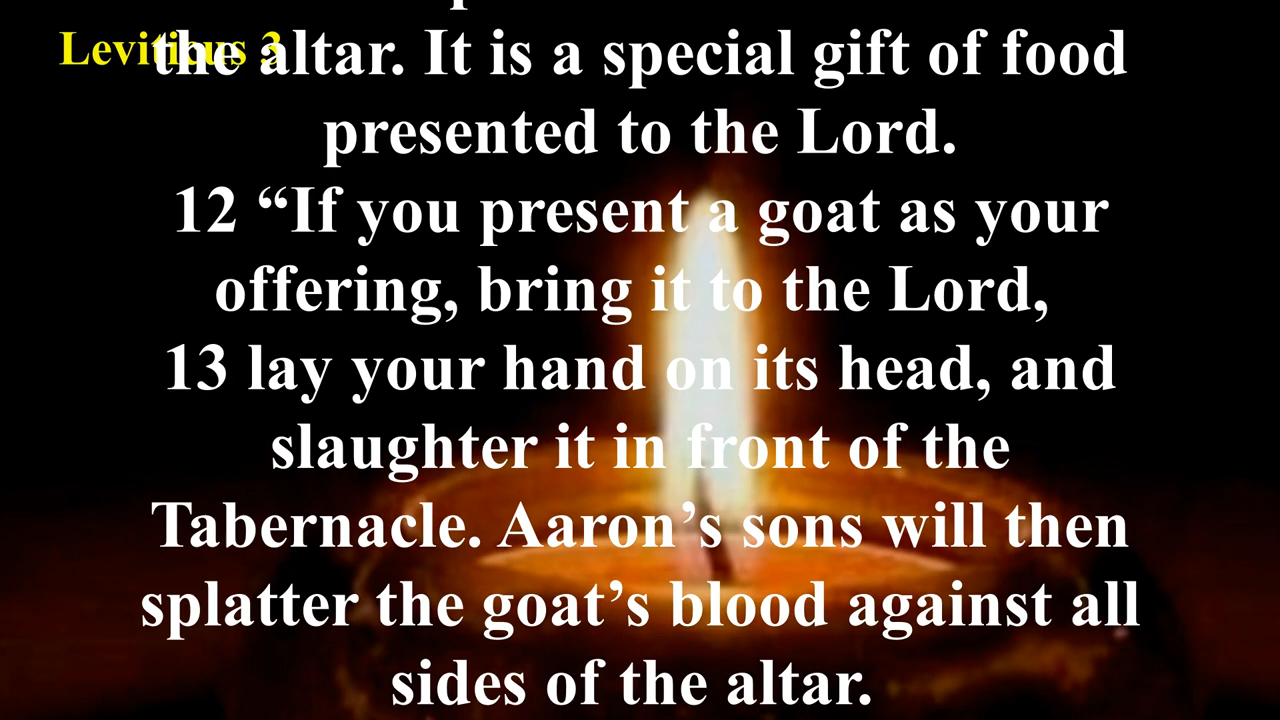 Leviticus 3
the altar. It is a special gift of food
presented to the Lord.
12 “If you present a goat as your
offering, bring it to the Lord,
13 lay your hand on its head, and
slaughter it in front of the
Tabernacle. Aaron’s sons will then
splatter the goat’s blood against all
sides of the altar.